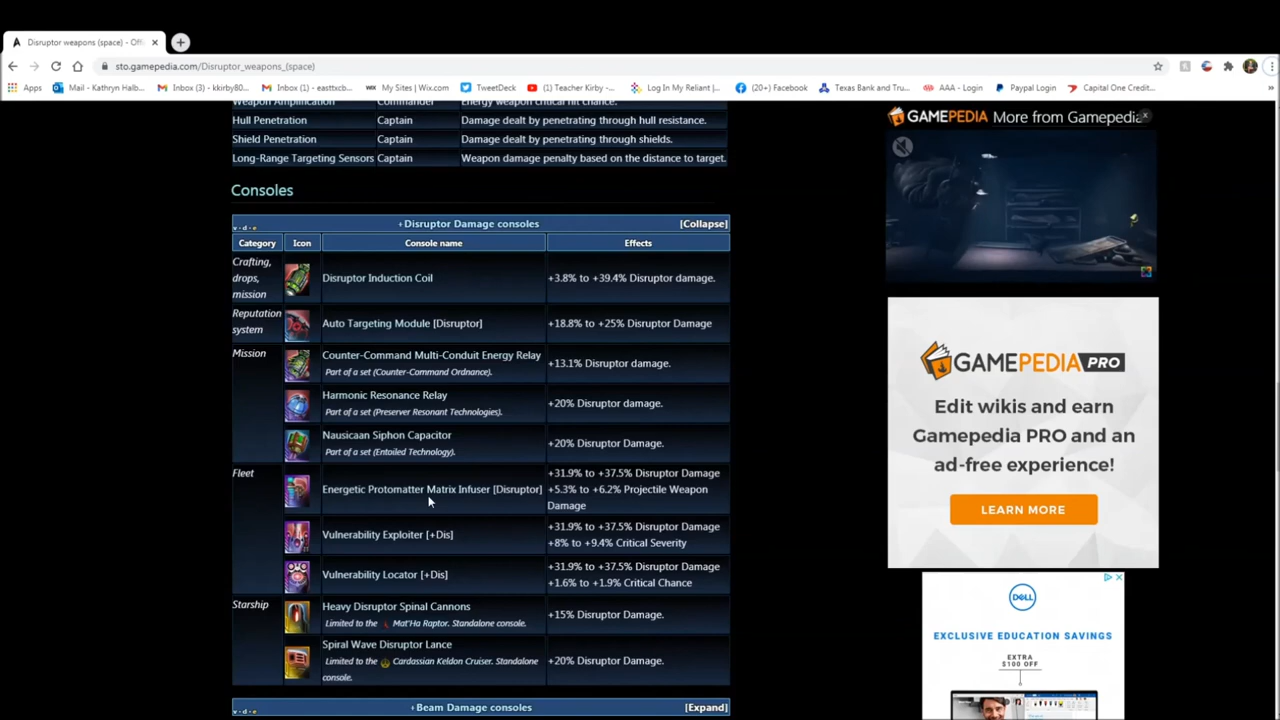 Disruptor weapons (space) - Offi
sto.gamepedia.com/Disruptor_weapons_(space)
Apps
Mail - Kathryn Halb...
Inbox (3) - kkirby80...
Inbox (1) - easttxcb...
WIX My Sites | Wix.com
TweetDeck
(1) Teacher Kirby -...
Log In My Reliant |...
(20+) Facebook
Texas Bank and Tru...
AAA - Login
Paypal Login
Capital One Credit...
»
Weapon Amplification Commander Energy weapon critical hit chance.
Hull Penetration Captain Damage dealt by penetrating through hull resistance.
Shield Penetration Captain Damage dealt by penetrating through shields.
Long-Range Targeting Sensors Captain Weapon damage penalty based on the distance to target.
Consoles
v · d · e +Disruptor Damage consoles [Collapse]
Category Icon Console name Effects
Crafting,
drops,
mission
Disruptor Induction Coil
+3.8% to +39.4% Disruptor damage.
Reputation
system
Auto Targeting Module [Disruptor]
+18.8% to +25% Disruptor Damage
Mission
Counter-Command Multi-Conduit Energy Relay
Part of a set (Counter-Command Ordnance).
+13.1% Disruptor damage.
Harmonic Resonance Relay
Part of a set (Preserver Resonant Technologies).
+20% Disruptor damage.
Nausicaan Siphon Capacitor
Part of a set (Entoiled Technology).
+20% Disruptor Damage.
Fleet
Energetic Protomatter Matrix Infuser [Disruptor]
+31.9% to +37.5% Disruptor Damage
+5.3% to +6.2% Projectile Weapon
Damage
Vulnerability Exploiter [+Dis]
+31.9% to +37.5% Disruptor Damage
+8% to +9.4% Critical Severity
Vulnerability Locator [+Dis]
+31.9% to +37.5% Disruptor Damage
+1.6% to +1.9% Critical Chance
Starship
Heavy Disruptor Spinal Cannons
Limited to the Mat'Ha Raptor. Standalone console.
+15% Disruptor Damage.
Spiral Wave Disruptor Lance
Limited to the Cardassian Keldon Cruiser. Standalone
console.
+20% Disruptor Damage.
v · d · e +Beam Damage consoles [Expand]
GAMEPEDIA More from Gamepedia
GAMEPEDIA PRO
Edit wikis and earn
Gamepedia PRO and an
ad-free experience!
LEARN MORE
DELL
EXCLUSIVE EDUCATION SAVINGS
EXTRA
$100 OFF